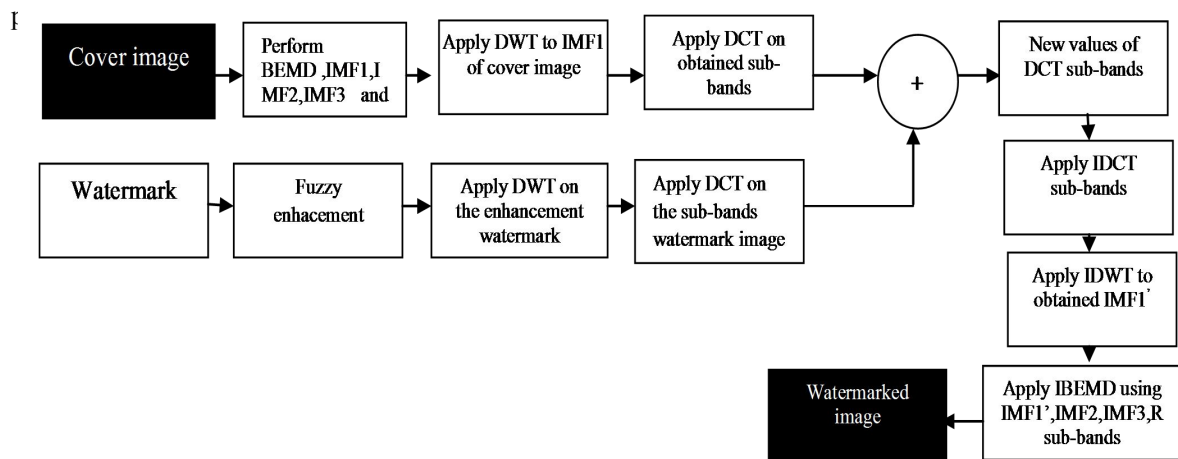 Cover image
Perform
BEMD ,IMF1,I
MF2,IMF3 and
Apply DWT to IMF1
of cover image
Apply DCT on
obtained sub-
bands
+
New values of
DCT sub-bands
Watermark
Fuzzy
enhacement
Apply DWT on
the enhancement
watermark
Apply DCT on
the sub-bands
watermark image
Apply IDCT
sub-bands
Apply IDWT to
obtained IMF1'
Apply IBEMD using
IMF1',IMF2,IMF3,R
sub-bands
Watermarked
image